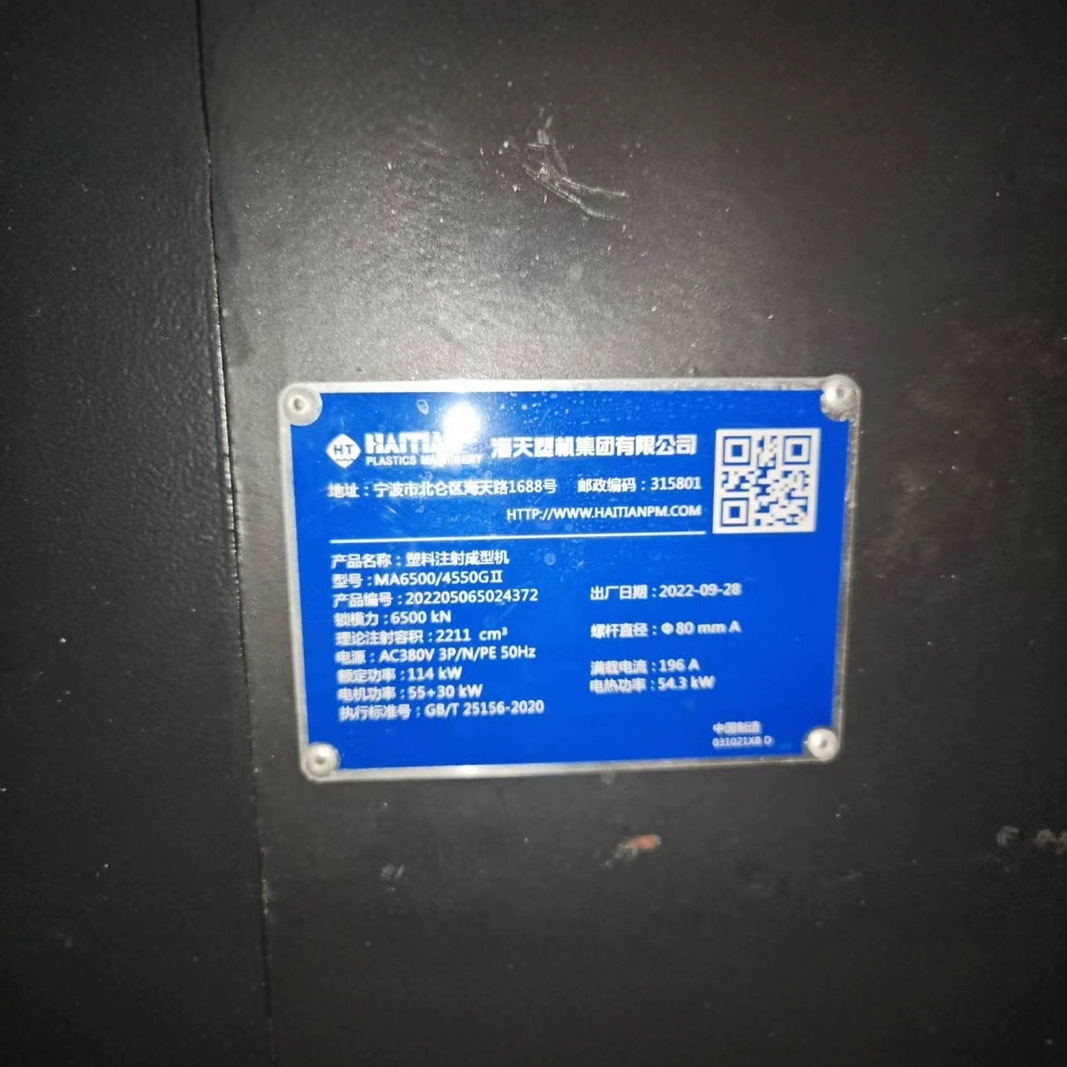 HT HAITIAN 海天塑机集团有限公司
PLASTICS MACHINERY
地址：宁波市北仑区海天路1688号 邮政编码：315801
HTTP://WWW.HAITIANPM.COM
产品名称：塑料注射成型机
型号：MA6500/4550GⅡ
产品编号：202205065024372 出厂日期：2022-09-28
锁模力：6500 kN
理论注射容积：2211 cm³ 螺杆直径：Φ80 mm A
电源：AC380V 3P/N/PE 50Hz
额定功率：114 kW 满载电流：196 A
电机功率：55+30 kW 电热功率：54.3 kW
执行标准号：GB/T 25156-2020
中国制造
031021XB D